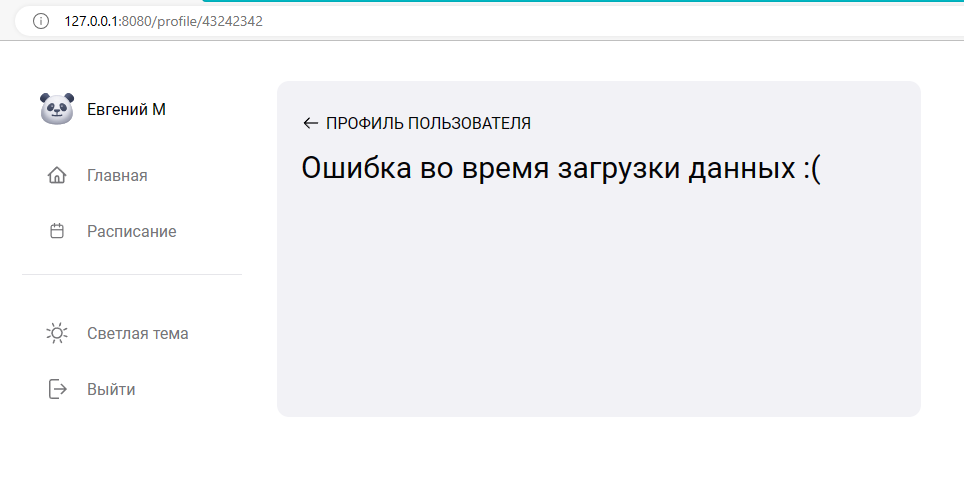 127.0.0.1:8080/profile/43242342
Евгений М
Главная
Расписание
Светлая тема
Выйти
← ПРОФИЛЬ ПОЛЬЗОВАТЕЛЯ
Ошибка во время загрузки данных :(